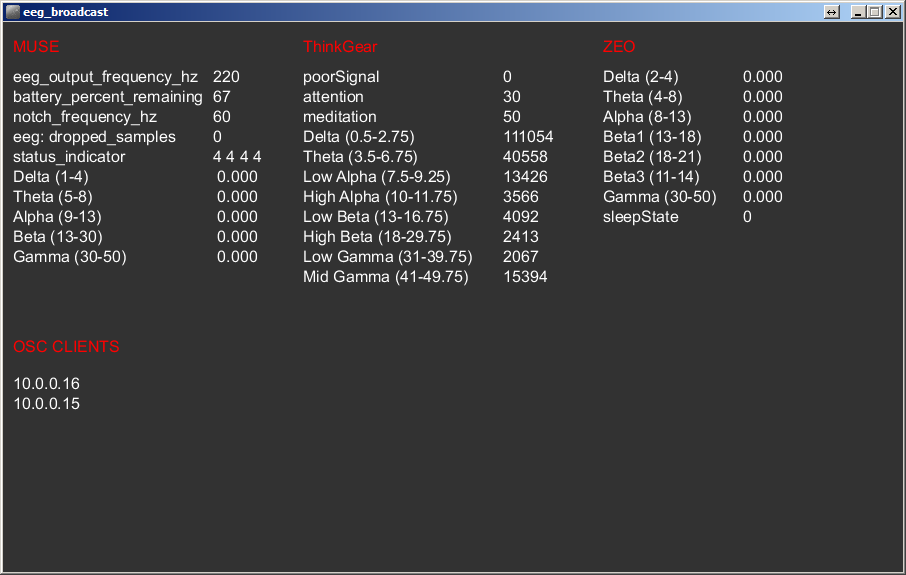 eeg_broadcast
MUSE
eeg_output_frequency_hz 220
battery_percent_remaining 67
notch_frequency_hz 60
eeg: dropped_samples 0
status_indicator 4 4 4 4
Delta (1-4) 0.000
Theta (5-8) 0.000
Alpha (9-13) 0.000
Beta (13-30) 0.000
Gamma (30-50) 0.000
ThinkGear
poorSignal 0
attention 30
meditation 50
Delta (0.5-2.75) 111054
Theta (3.5-6.75) 40558
Low Alpha (7.5-9.25) 13426
High Alpha (10-11.75) 3566
Low Beta (13-16.75) 4092
High Beta (18-29.75) 2413
Low Gamma (31-39.75) 2067
Mid Gamma (41-49.75) 15394
ZEO
Delta (2-4) 0.000
Theta (4-8) 0.000
Alpha (8-13) 0.000
Beta1 (13-18) 0.000
Beta2 (18-21) 0.000
Beta3 (11-14) 0.000
Gamma (30-50) 0.000
sleepState 0
OSC CLIENTS
10.0.0.16
10.0.0.15